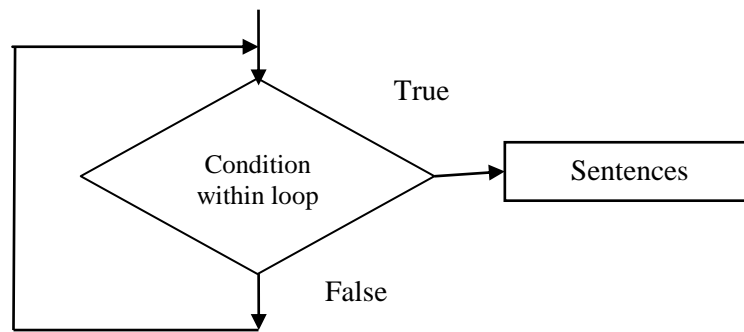 True
Condition
within loop
Sentences
False